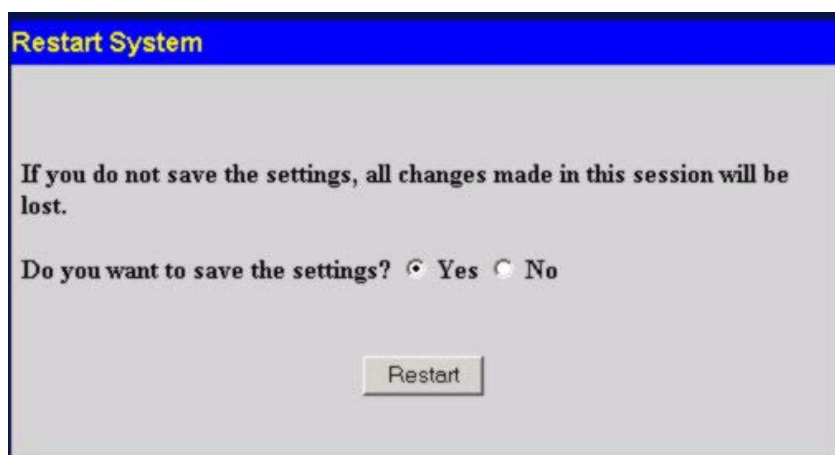 Restart System
If you do not save the settings, all changes made in this session will be
lost.
Do you want to save the settings? Yes No
Restart